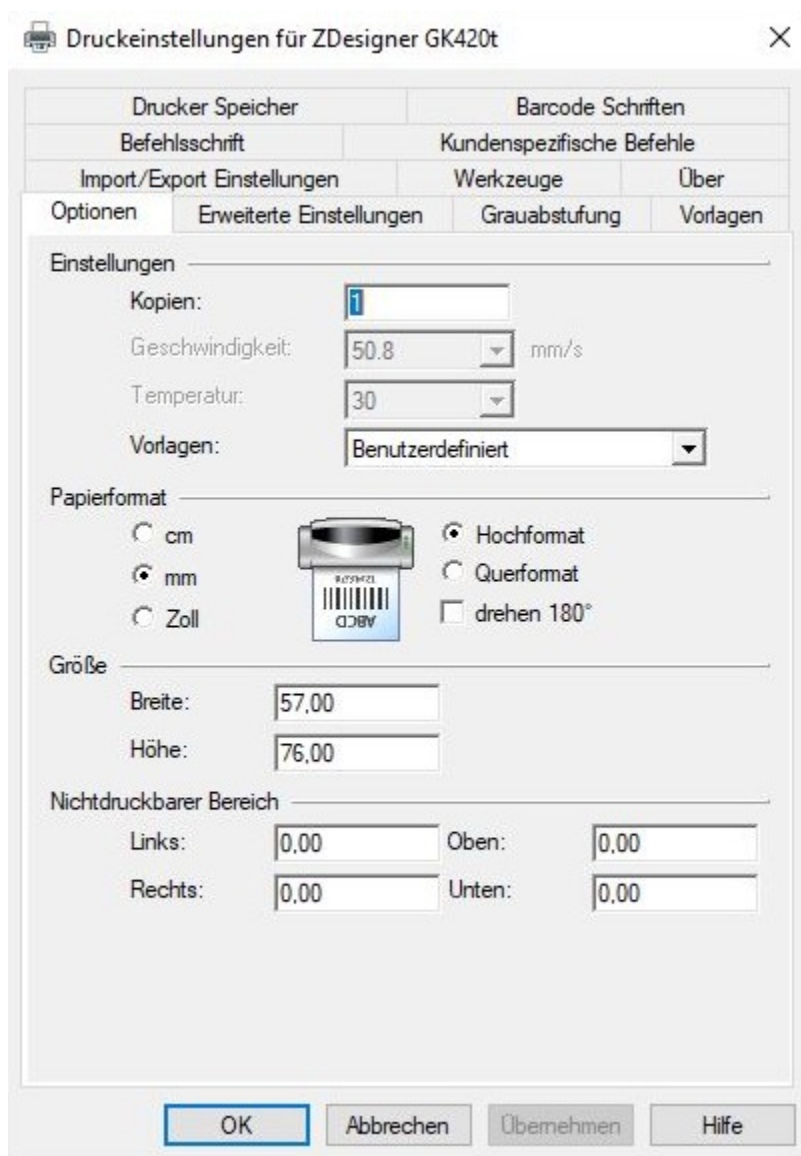 Druckeinstellungen für ZDesigner GK420t
Drucker Speicher Barcode Schriften
Befehlsschrift Kundenspezifische Befehle
Import/Export Einstellungen Werkzeuge Über
Optionen Erweiterte Einstellungen Grauabstufung Vorlagen
Einstellungen
Kopien: 1
Geschwindigkeit: 50.8 mm/s
Temperatur: 30
Vorlagen: Benutzerdefiniert
Papierformat
cm Hochformat
mm Querformat
Zoll drehen 180°
ABCD
Größe
Breite: 57,00
Höhe: 76,00
Nichtdruckbarer Bereich
Links: 0,00 Oben: 0,00
Rechts: 0,00 Unten: 0,00
OK Abbrechen Übernehmen Hilfe